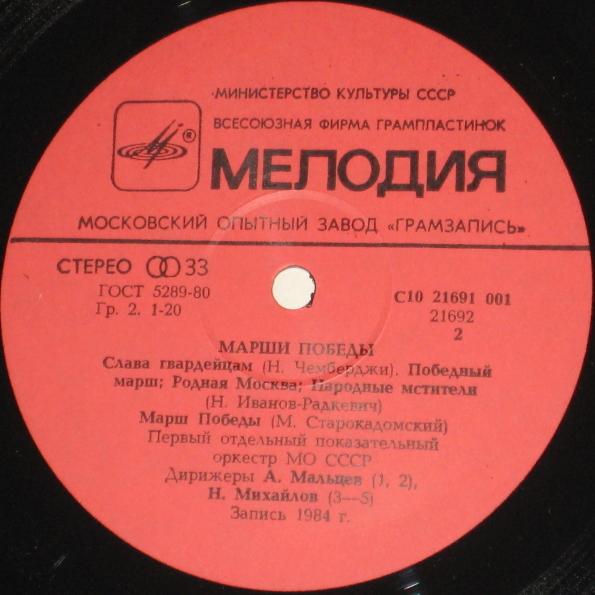 МИНИСТЕРСТВО КУЛЬТУРЫ СССР
ВСЕСОЮЗНАЯ ФИРМА ГРАМПЛАСТИНОК
®
МЕЛОДИЯ
МОСКОВСКИЙ ОПЫТНЫЙ ЗАВОД «ГРАМЗАПИСЬ»
СТЕРЕО 33
ГОСТ 5289-80
Гр. 2. 1-20
С10 21691 001
21692
2
МАРШИ ПОБЕДЫ
Слава гвардейцам (Н. Чемберджи). Победный
марш; Родная Москва; Народные мстители
(Н. Иванов-Радкевич)
Марш Победы (М. Старокадомский)
Первый отдельный показательный
оркестр МО СССР
Дирижеры А. Мальцев (1, 2),
Н. Михайлов (3—5)
Запись 1984 г.